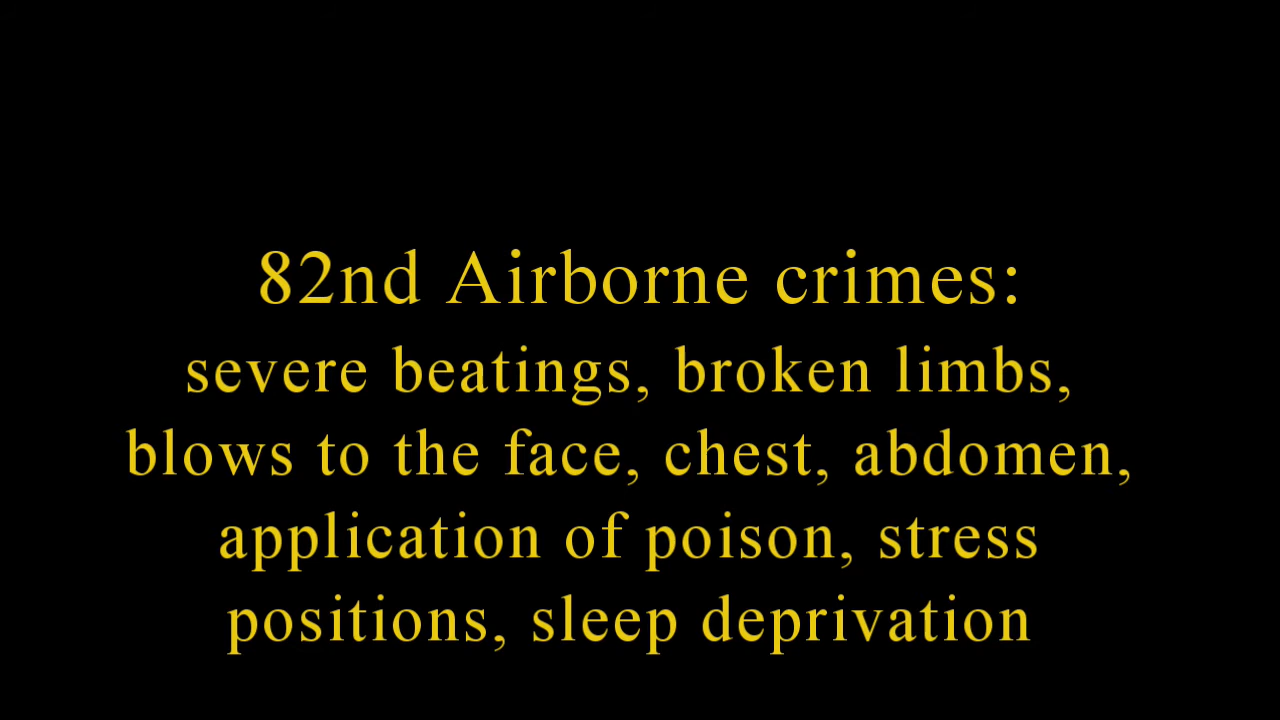 82nd Airborne crimes:
severe beatings, broken limbs,
blows to the face, chest, abdomen,
application of poison, stress
positions, sleep deprivation